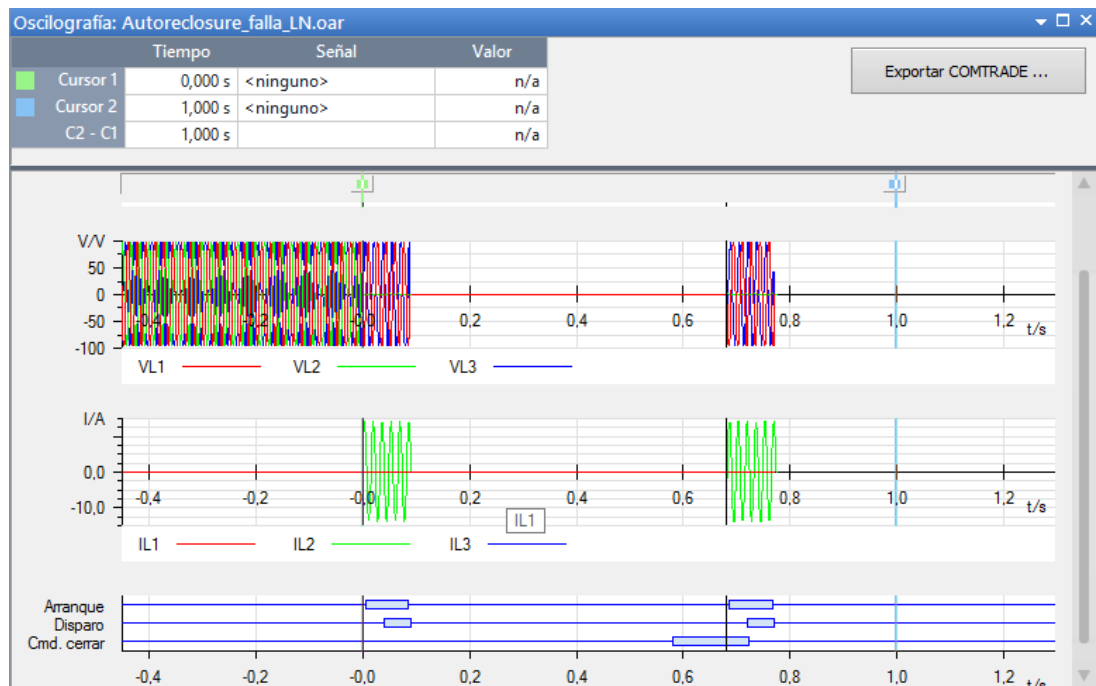 Oscilografía: Autoreclosure_falla_LN.oar
Tiempo Señal Valor
Cursor 1 0,000 s <ninguno> n/a
Cursor 2 1,000 s <ninguno> n/a
C2 - C1 1,000 s n/a
Exportar COMTRADE ...
V/V
50
0
-50
-100
-0,4 -0,2 -0,0 0,2 0,4 0,6 0,8 1,0 1,2 t/s
VL1 VL2 VL3
I/A
0,0
-10,0
-0,4 -0,2 -0,0 0,2 0,4 0,6 0,8 1,0 1,2 t/s
IL1
IL1 IL2 IL3
Arranque
Disparo
Cmd. cerrar
-0,4 -0,2 -0,0 0,2 0,4 0,6 0,8 1,0 1,2 t/s